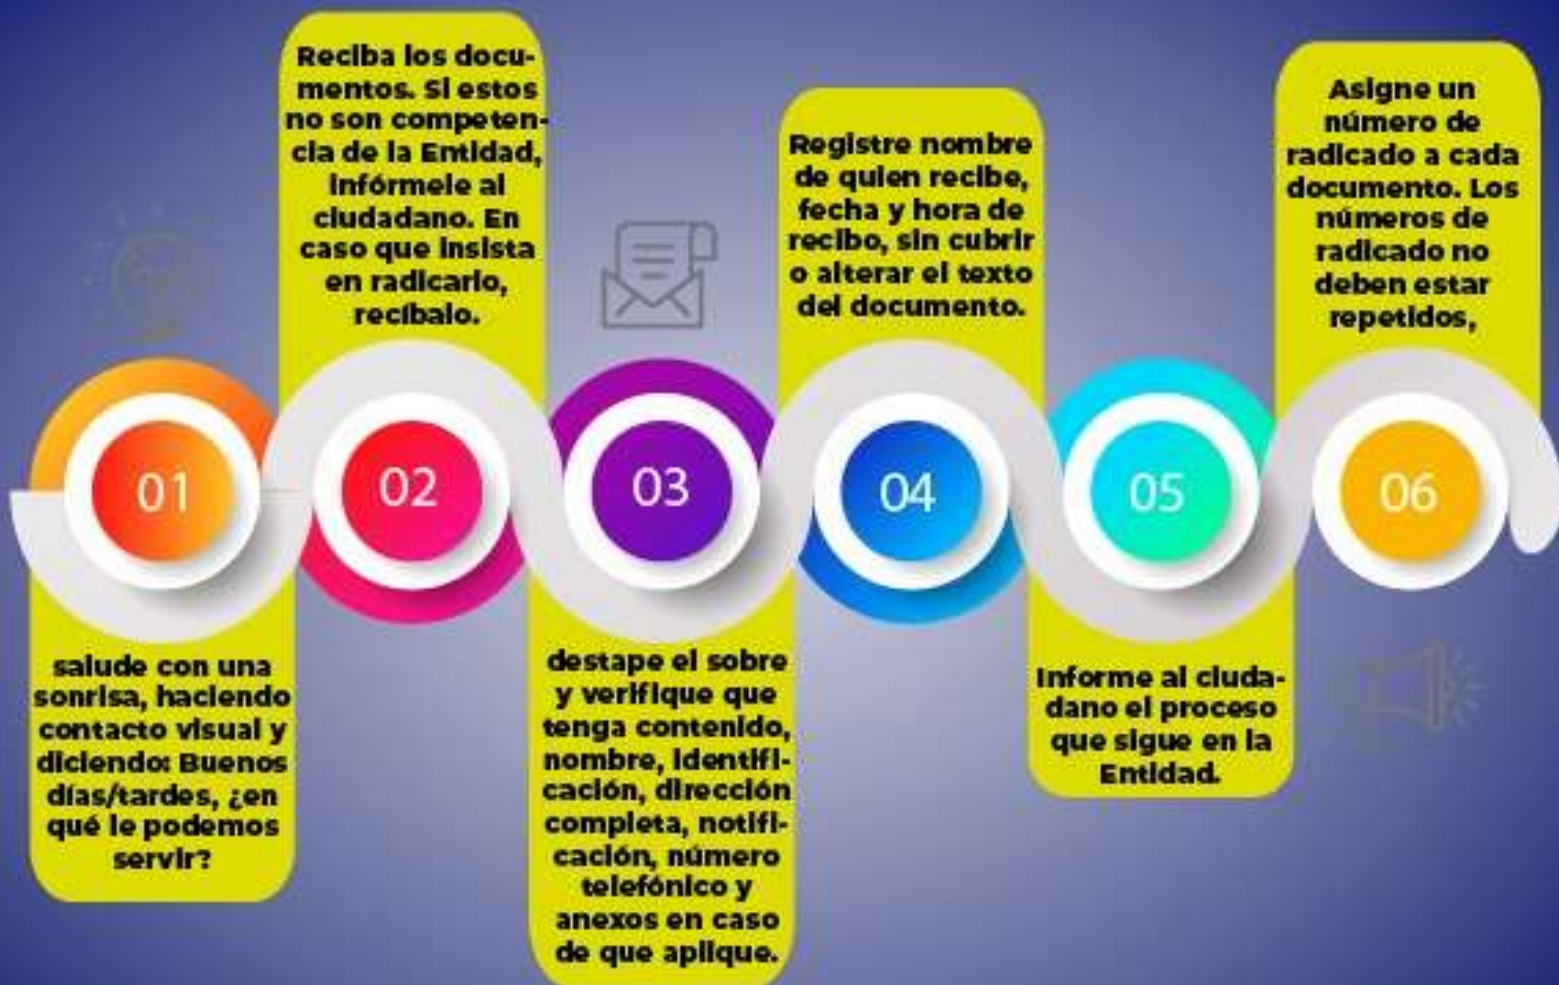 01
salude con una
sonrisa, haciendo
contacto visual y
diciendo: Buenos
días/tardes, ¿en
qué le podemos
servir?
02
Reciba los docu-
mentos. Si estos
no son competen-
cia de la Entidad,
infórmele al
ciudadano. En
caso que insista
en radicarlo,
recíbalo.
03
destape el sobre
y verifique que
tenga contenido,
nombre, identifi-
cación, dirección
completa, notifi-
cación, número
telefónico y
anexos en caso
de que aplique.
04
Registre nombre
de quien recibe,
fecha y hora de
recibo, sin cubrir
o alterar el texto
del documento.
05
Informe al ciuda-
dano el proceso
que sigue en la
Entidad.
06
Asigne un
número de
radicado a cada
documento. Los
números de
radicado no
deben estar
repetidos,